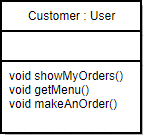 Customer : User
void showMyOrders()
void getMenu()
void makeAnOrder()